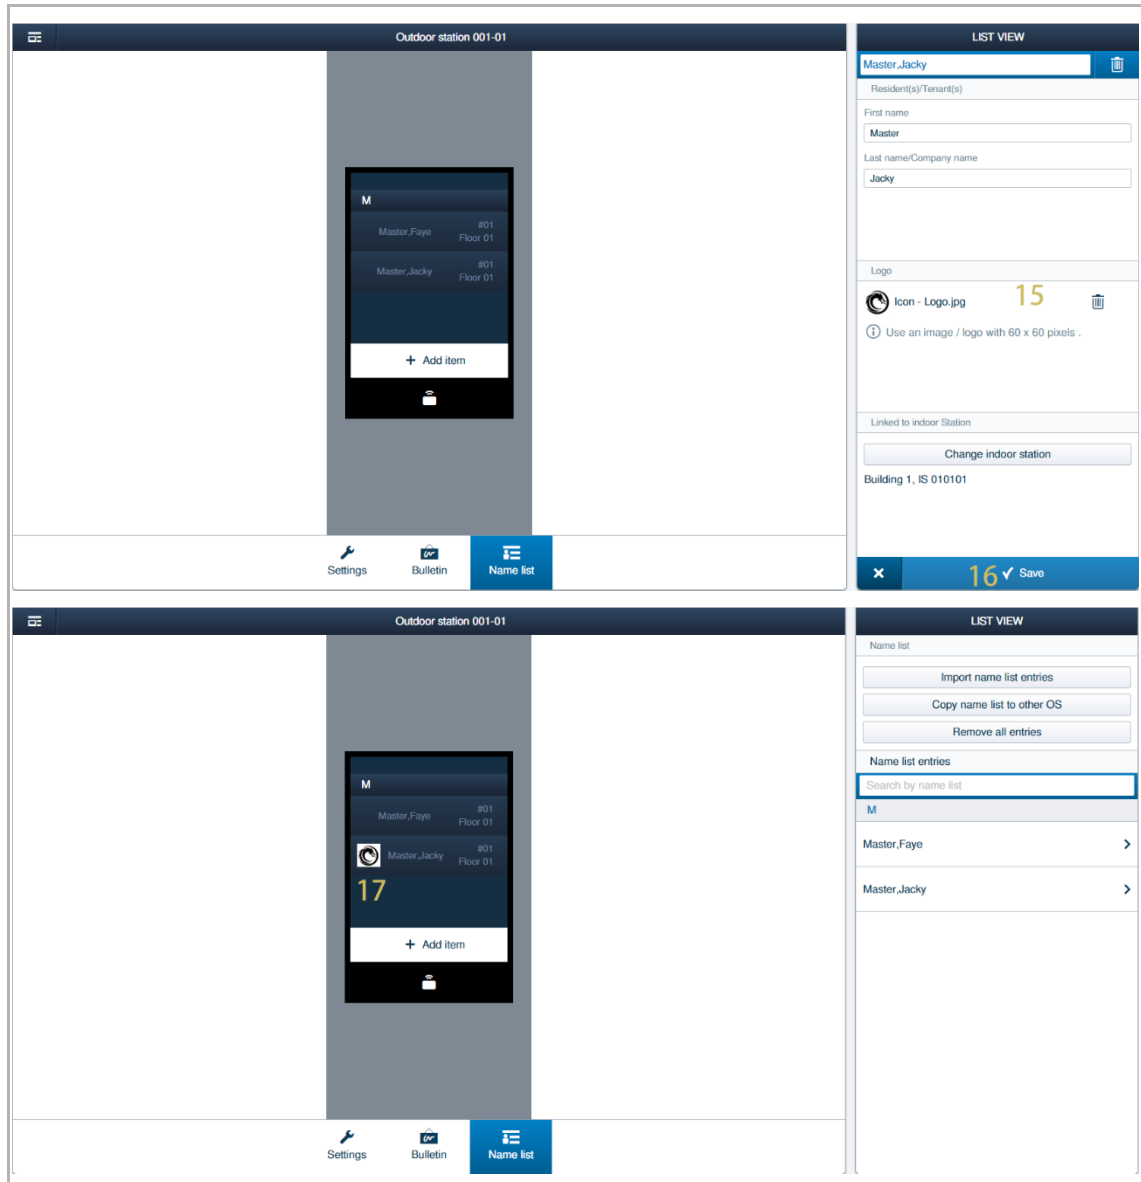 Outdoor station 001-01
M
Master,Faye
#01
Floor 01
Master,Jacky
#01
Floor 01
+ Add item
Settings
Bulletin
Name list
LIST VIEW
Master,Jacky
Resident(s)/Tenant(s)
First name
Master
Last name/Company name
Jacky
Logo
Icon - Logo.jpg
15
Use an image / logo with 60 x 60 pixels .
Linked to indoor Station
Change indoor station
Building 1, IS 010101
16 Save
Outdoor station 001-01
M
Master,Faye
#01
Floor 01
Master,Jacky
#01
Floor 01
17
+ Add item
Settings
Bulletin
Name list
LIST VIEW
Name list
Import name list entries
Copy name list to other OS
Remove all entries
Name list entries
Search by name list
M
Master,Faye
Master,Jacky